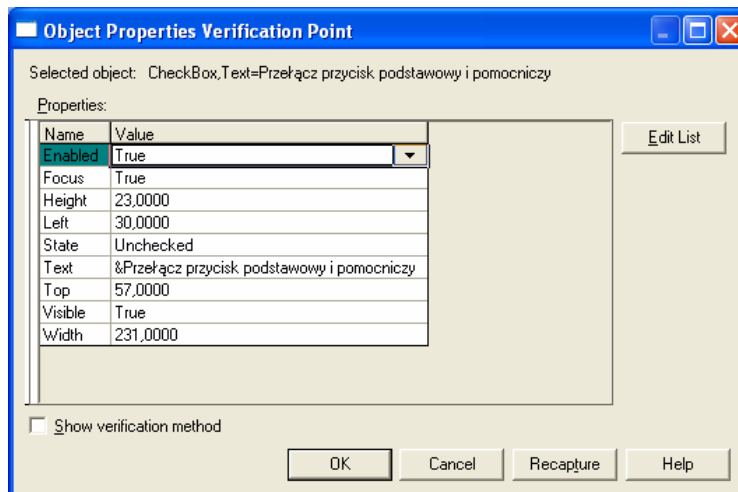 Object Properties Verification Point
Selected object: CheckBox,Text=Przełącz przycisk podstawowy i pomocniczy
Properties:
Edit List
Name Value
Enabled True
Focus True
Height 23,0000
Left 30,0000
State Unchecked
Text &Przełącz przycisk podstawowy i pomocniczy
Top 57,0000
Visible True
Width 231,0000
Show verification method
OK Cancel Recapture Help